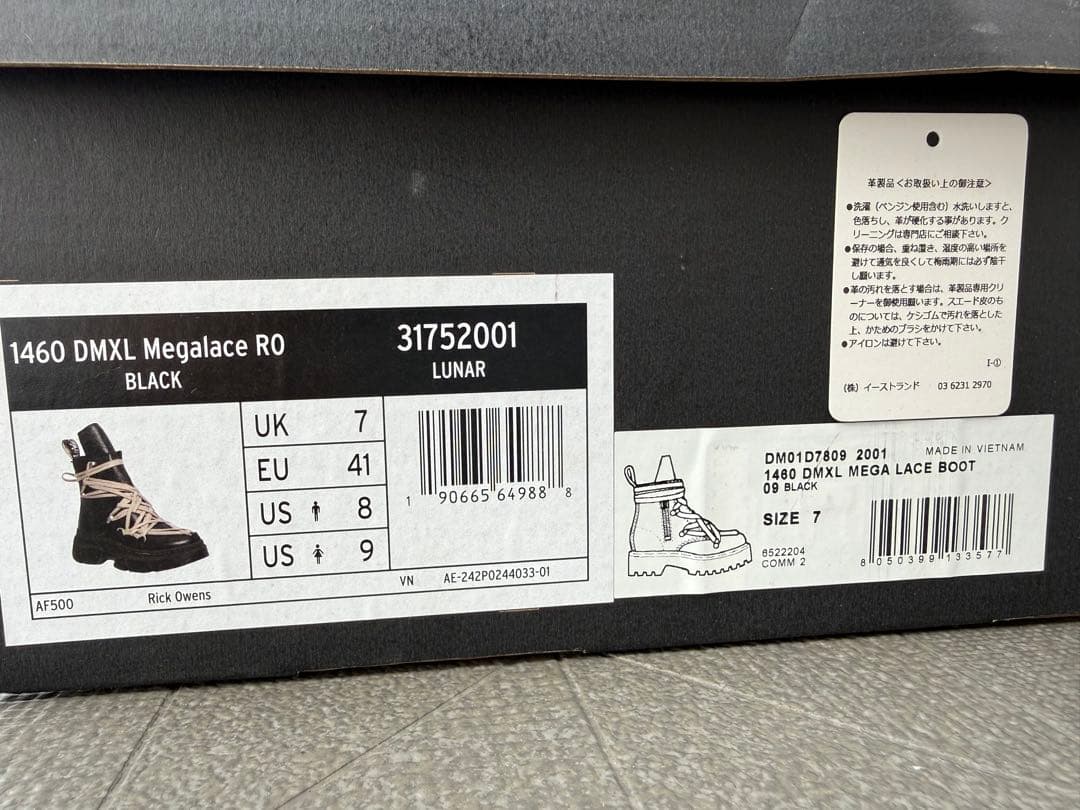 1460 DMXL Megalace RO
BLACK
31752001
LUNAR
UK 7
EU 41
US 8
US 9
1 90665 64988 8
AF500
Rick Owens
VN AE-242P0244033-01
革製品<お取扱い上の御注意>
●洗濯(ベンジン使用含む)水洗いしますと、
色落ちし、革が硬化する事があります。ク
リーニングは専門店にご相談下さい。
●保存の場合、重ね置き、温度の高い場所を
避けて通気を良くして梅雨期には必ず陰干
し願います。
●革の汚れを落とす場合は、革製品専用クリ
ーナーを御使用願います。スエード皮のも
のについては、ケシゴムで汚れを落とした
上、かためのブラシをかけて下さい。
●アイロンは避けて下さい。
I-①
(株)イーストランド 03 6231 2970
DM01D7809 2001 MADE IN VIETNAM
1460 DMXL MEGA LACE BOOT
09 BLACK
SIZE 7
6522204
COMM 2
8 050399 133577